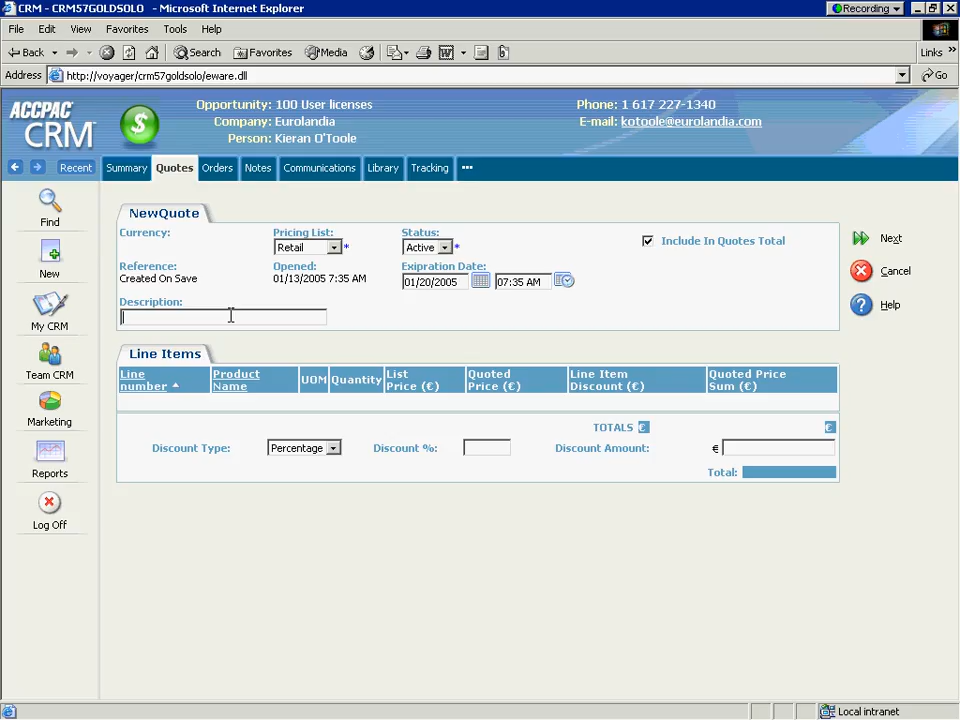 CRM - CRM57GOLDSOLO - Microsoft Internet Explorer
Recording
File Edit View Favorites Tools Help
Back Search Favorites Media Links »
Address http://voyager/crm57goldsolo/eware.dll Go
ACCPAC
CRM
Opportunity: 100 User licenses
Company: Eurolandia
Person: Kieran O'Toole
Phone: 1 617 227-1340
E-mail: kotoole@eurolandia.com
Recent Summary Quotes Orders Notes Communications Library Tracking •••
Find
New
My CRM
Team CRM
Marketing
Reports
Log Off
NewQuote
Currency: Pricing List: Status:
Retail * Active * Include In Quotes Total
Reference: Opened: Expiration Date:
Created On Save 01/13/2005 7:35 AM 01/20/2005 07:35 AM
Description:
Next
Cancel
Help
Line Items
Line number Product Name UOM Quantity List Price (€) Quoted Price (€) Line Item Discount (€) Quoted Price Sum (€)
TOTALS € €
Discount Type: Percentage Discount %: Discount Amount: €
Total:
Local intranet